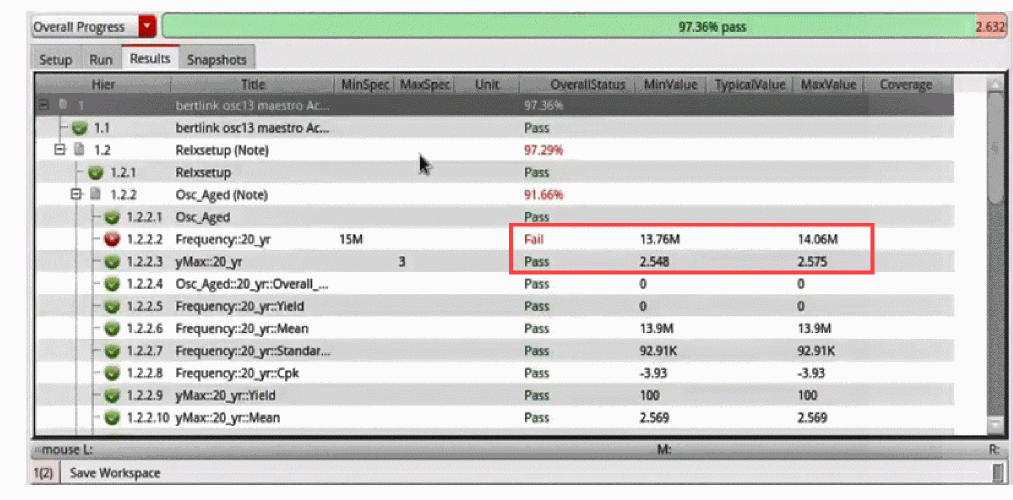 Overall Progress 97.36% pass 2.632
Setup Run Results Snapshots
Hier Title MinSpec MaxSpec Unit OverallStatus MinValue TypicalValue MaxValue Coverage
1 bertlink osc13 maestro Ac... 97.36%
1.1 bertlink osc13 maestro Ac... Pass
1.2 Relxsetup (Note) 97.29%
1.2.1 Relxsetup Pass
1.2.2 Osc_Aged (Note) 91.66%
1.2.2.1 Osc_Aged Pass
1.2.2.2 Frequency::20_yr 15M Fail 13.76M 14.06M
1.2.2.3 yMax::20_yr 3 Pass 2.548 2.575
1.2.2.4 Osc_Aged::20_yr::Overall_... Pass 0 0
1.2.2.5 Frequency::20_yr::Yield Pass 0 0
1.2.2.6 Frequency::20_yr::Mean Pass 13.9M 13.9M
1.2.2.7 Frequency::20_yr::Standar... Pass 92.91K 92.91K
1.2.2.8 Frequency::20_yr::Cpk Pass -3.93 -3.93
1.2.2.9 yMax::20_yr::Yield Pass 100 100
1.2.2.10 yMax::20_yr::Mean Pass 2.569 2.569
mouse L: M: R:
1(2) Save Workspace